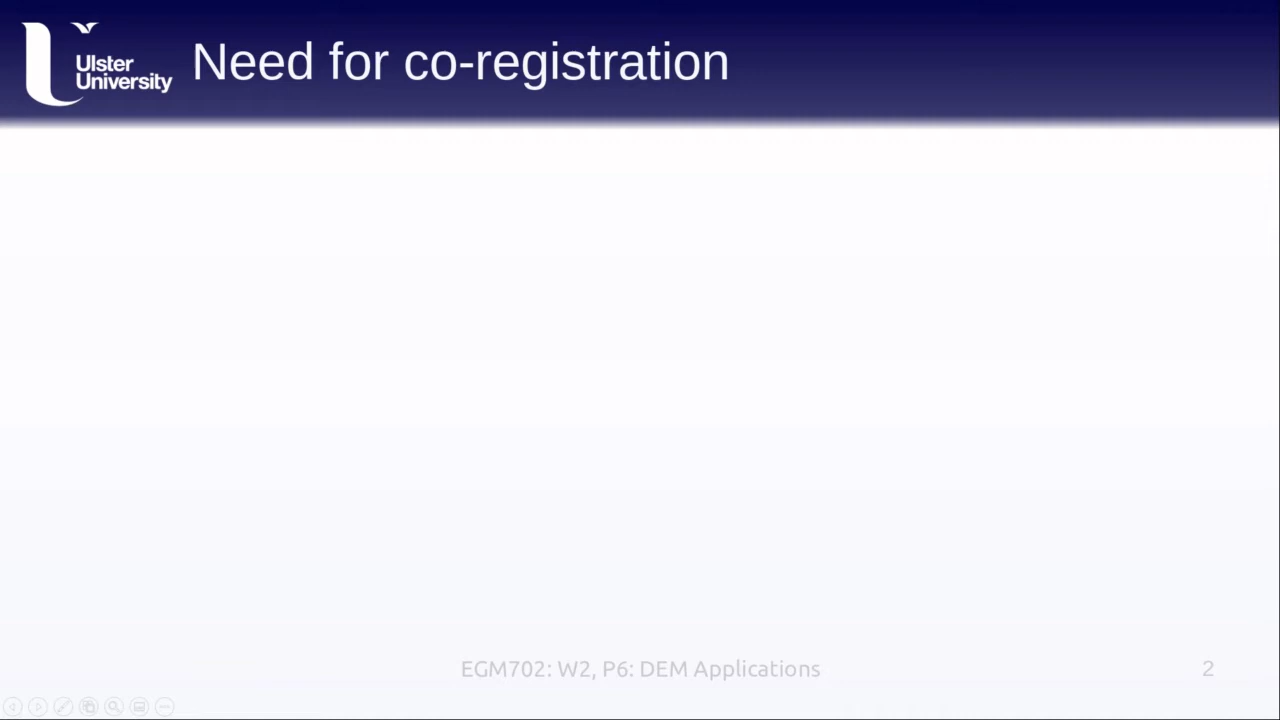 Ulster
University
Need for co-registration
EGM702: W2, P6: DEM Applications
2